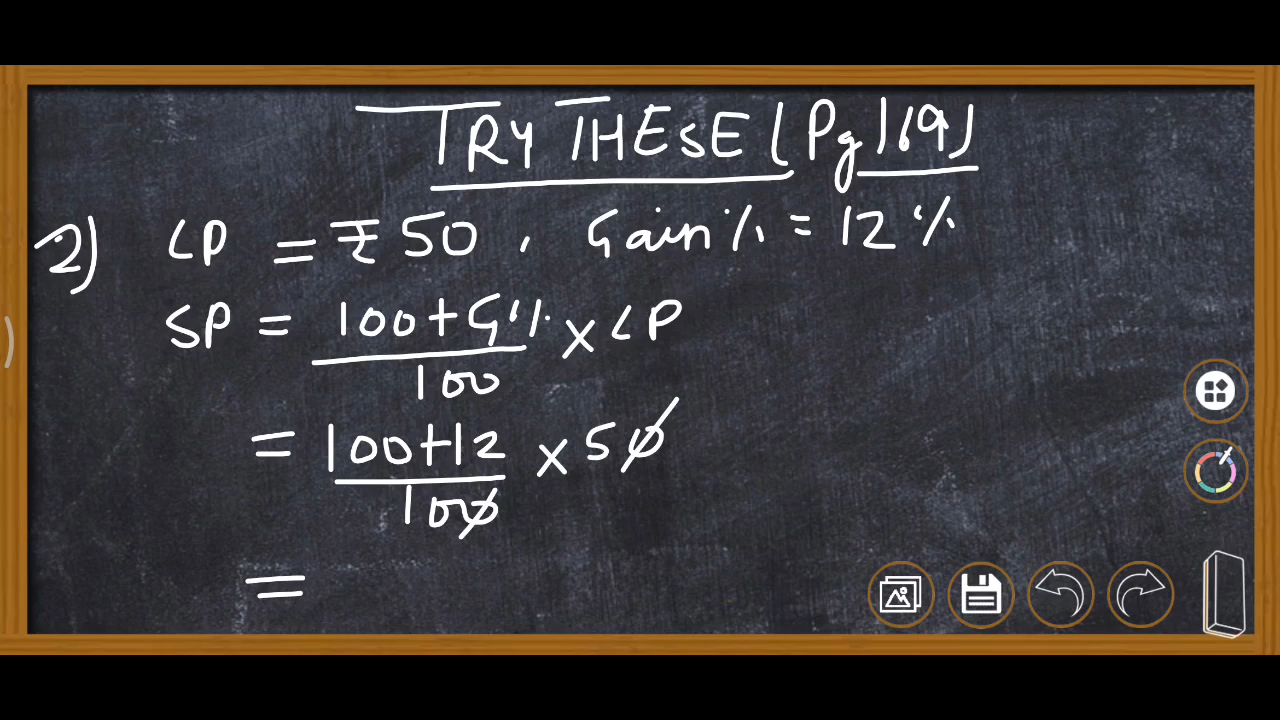 TRY THESE (Pg 169)
2) CP = ₹ 50 , Gain % = 12 %
SP = 100 + G% / 100 × CP
= 100+12 / 100 × 50
=